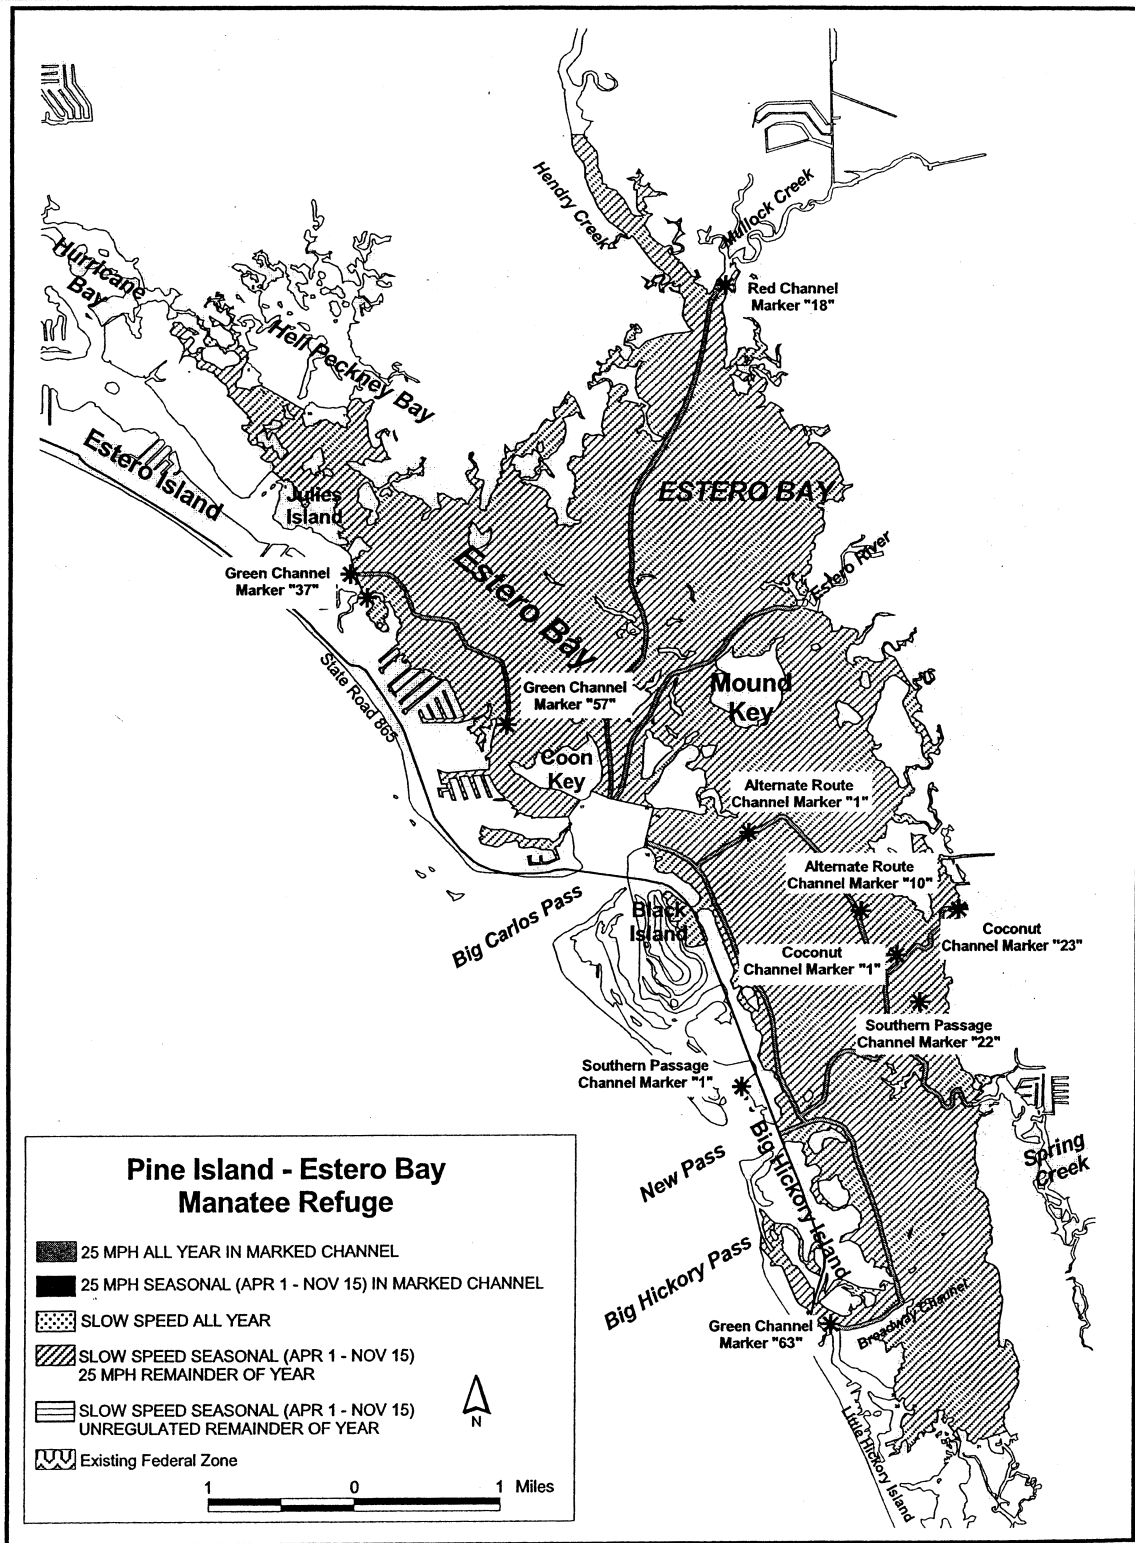 Hendry Creek
Mullock Creek
Red Channel
Marker "18"
Hurricane
Bay
Hell Peckney Bay
Estero Island
Julies
Island
ESTERO BAY
Estero Bay
Estero River
Green Channel
Marker "37"
State Road 865
Green Channel
Marker "57"
Mound
Key
Coon
Key
Alternate Route
Channel Marker "1"
Alternate Route
Channel Marker "10"
Big Carlos Pass
Black
Island
Coconut
Channel Marker "23"
Coconut
Channel Marker "1"
Southern Passage
Channel Marker "22"
Southern Passage
Channel Marker "1"
New Pass
Big Hickory Island
Spring
Creek
Big Hickory Pass
Green Channel
Marker "63"
Broadway Channel
Little Hickory Island
Pine Island - Estero Bay
Manatee Refuge
25 MPH ALL YEAR IN MARKED CHANNEL
25 MPH SEASONAL (APR 1 - NOV 15) IN MARKED CHANNEL
SLOW SPEED ALL YEAR
SLOW SPEED SEASONAL (APR 1 - NOV 15)
25 MPH REMAINDER OF YEAR
SLOW SPEED SEASONAL (APR 1 - NOV 15)
UNREGULATED REMAINDER OF YEAR
N
Existing Federal Zone
1 0 1 Miles